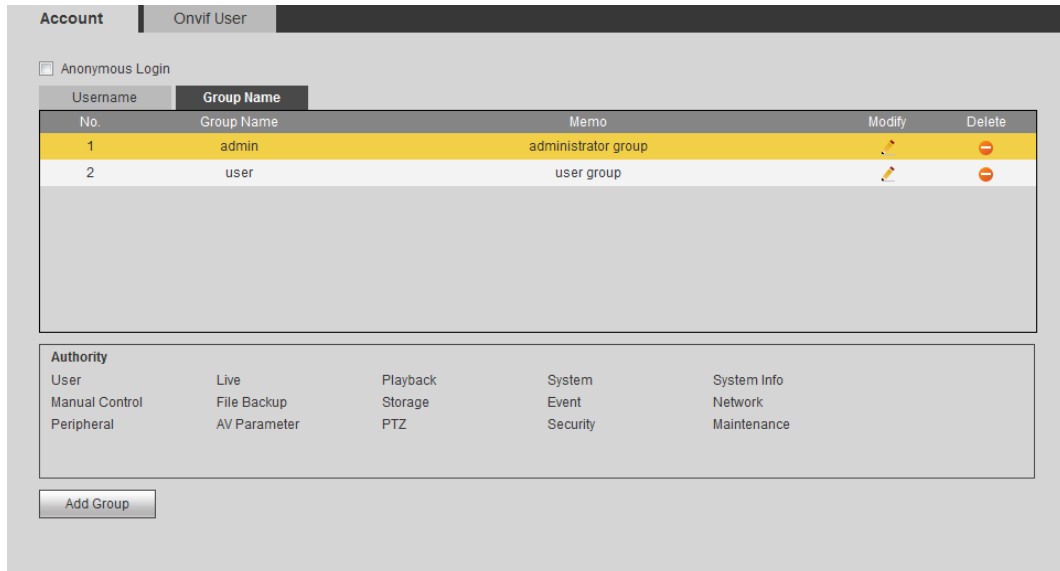 Account Onvif User
Anonymous Login
Username Group Name
No. Group Name Memo Modify Delete
1 admin administrator group
2 user user group
Authority
User Live Playback System System Info
Manual Control File Backup Storage Event Network
Peripheral AV Parameter PTZ Security Maintenance
Add Group